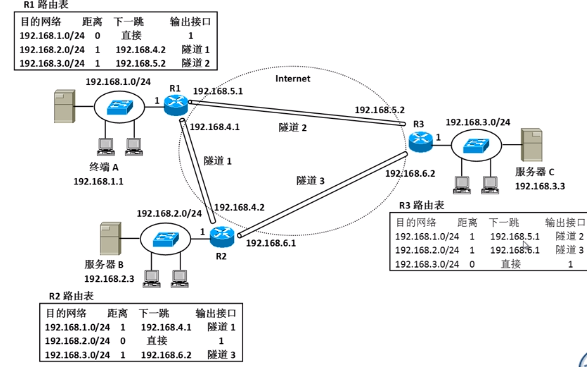 R1 路由表
目的网络 距离 下一跳 输出接口
192.168.1.0/24 0 直接 1
192.168.2.0/24 1 192.168.4.2 隧道 1
192.168.3.0/24 1 192.168.5.2 隧道 2
Internet
192.168.1.0/24
R1
1
192.168.5.1
192.168.4.1
终端 A
192.168.1.1
隧道 2
192.168.5.2
R3
1
192.168.3.0/24
192.168.6.2
服务器 C
192.168.3.3
隧道 1
隧道 3
192.168.2.0/24
192.168.4.2
1
R2
192.168.6.1
服务器 B
192.168.2.3
R3 路由表
目的网络 距离 下一跳 输出接口
192.168.1.0/24 1 192.168.5.1 隧道 2
192.168.2.0/24 1 192.168.6.1 隧道 3
192.168.3.0/24 0 直接 1
R2 路由表
目的网络 距离 下一跳 输出接口
192.168.1.0/24 1 192.168.4.1 隧道 1
192.168.2.0/24 0 直接 1
192.168.3.0/24 1 192.168.6.2 隧道 3